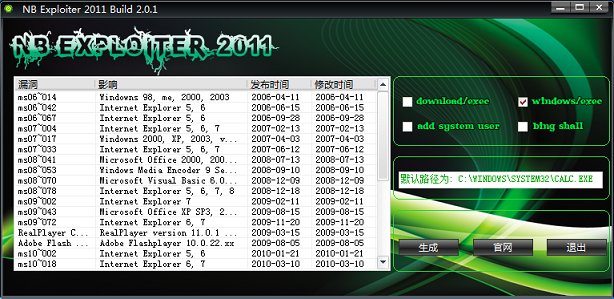 NB Exploiter 2011 Build 2.0.1
NB EXPLOITER 2011
漏洞 影响 发布时间 修改时间
ms06~014 Windowns 98, me, 2000, 2003 2006-04-11 2006-04-11
ms06~042 Internet Explorer 5, 6 2006-06-15 2006-06-15
ms06~067 Internet Explorer 5, 6 2006-09-28 2006-09-28
ms07~004 Internet Explorer 5, 6, 7 2007-02-13 2007-02-13
ms07~017 Windowns 2000, XP, 2003, v... 2007-04-03 2007-04-03
ms07~033 Internet Explorer 5, 6, 7 2007-06-12 2007-06-12
ms08~041 Microsoft Office 2000, 200... 2008-07-13 2008-07-13
ms08~053 Windows Media Encoder 9 Se... 2008-09-10 2008-09-10
ms08~070 Microsoft Visual Basic 6.0... 2008-12-09 2008-12-09
ms08~078 Internet Explorer 5, 6, 7, 8 2008-12-18 2008-12-18
ms09~002 Internet Explorer 7 2009-02-11 2009-02-11
ms09~043 Microsoft Office XP SP3, 2... 2009-08-15 2009-08-15
ms09~072 Internet Explorer 6, 7 2009-11-20 2009-11-20
RealPlayer C... RealPlayer version 11.0.1 ... 2009-03-15 2009-03-15
Adobe Flash ... Adobe Flashplayer 10.0.22.xx 2009-08-05 2009-08-05
ms10~002 Internet Explorer 5, 6 2010-01-21 2010-01-21
ms10~018 Internet Explorer 6, 7 2010-03-10 2010-03-10
download/exec windows/exec
add system user bing shall
默认路径为: C:\WINDOWS\SYSTEM32\CALC.EXE
生成 官网 退出